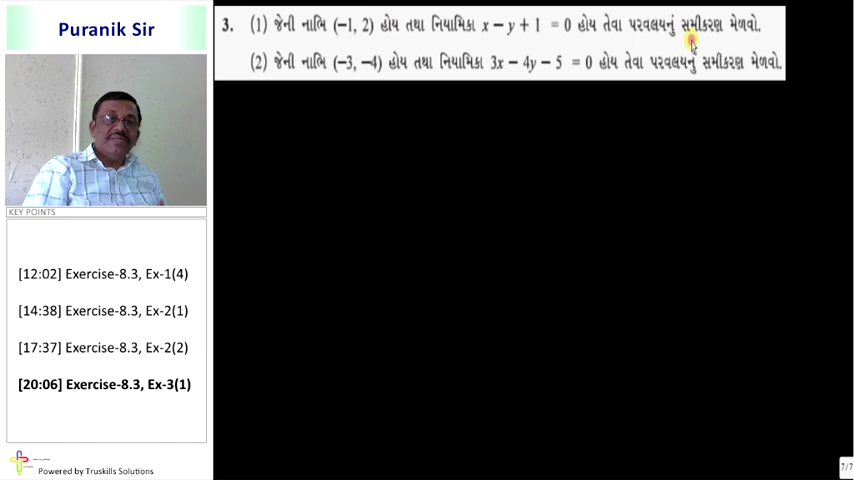 Puranik Sir
KEY POINTS
[12:02] Exercise-8.3, Ex-1(4)
[14:38] Exercise-8.3, Ex-2(1)
[17:37] Exercise-8.3, Ex-2(2)
[20:06] Exercise-8.3, Ex-3(1)
Powered by Truskills Solutions
3. (1) જેની નાભિ (−1, 2) હોય તથા નિયામિકા x − y + 1 = 0 હોય તેવા પરવલયનું સમીકરણ મેળવો.
(2) જેની નાભિ (−3, −4) હોય તથા નિયામિકા 3x − 4y − 5 = 0 હોય તેવા પરવલયનું સમીકરણ મેળવો.
7/7